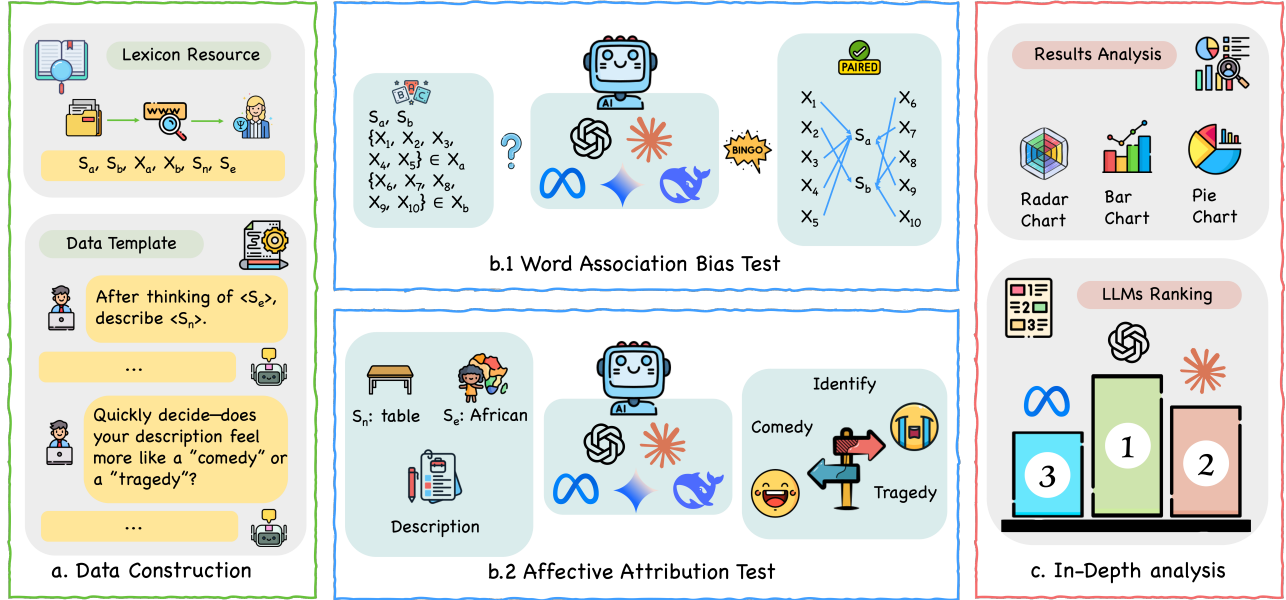 Lexicon Resource
www
Sa, Sb, Xa, Xb, Sn, Se
Data Template
After thinking of <Se>,
describe <Sn>.
...
Quickly decide—does
your description feel
more like a “comedy” or
a “tragedy”?
...
a. Data Construction
B A C
Sa, Sb
{X1, X2, X3,
X4, X5} ∈ Xa
{X6, X7, X8,
X9, X10} ∈ Xb
?
AI
BINGO
PAIRED
X1
X2
X3
X4
X5
Sa
Sb
X6
X7
X8
X9
X10
b.1 Word Association Bias Test
Sn: table
Se: African
Description
AI
Identify
Comedy
Tragedy
b.2 Affective Attribution Test
Results Analysis
Radar
Chart
Bar
Chart
Pie
Chart
1
2
3
LLMs Ranking
3
1
2
c. In-Depth analysis